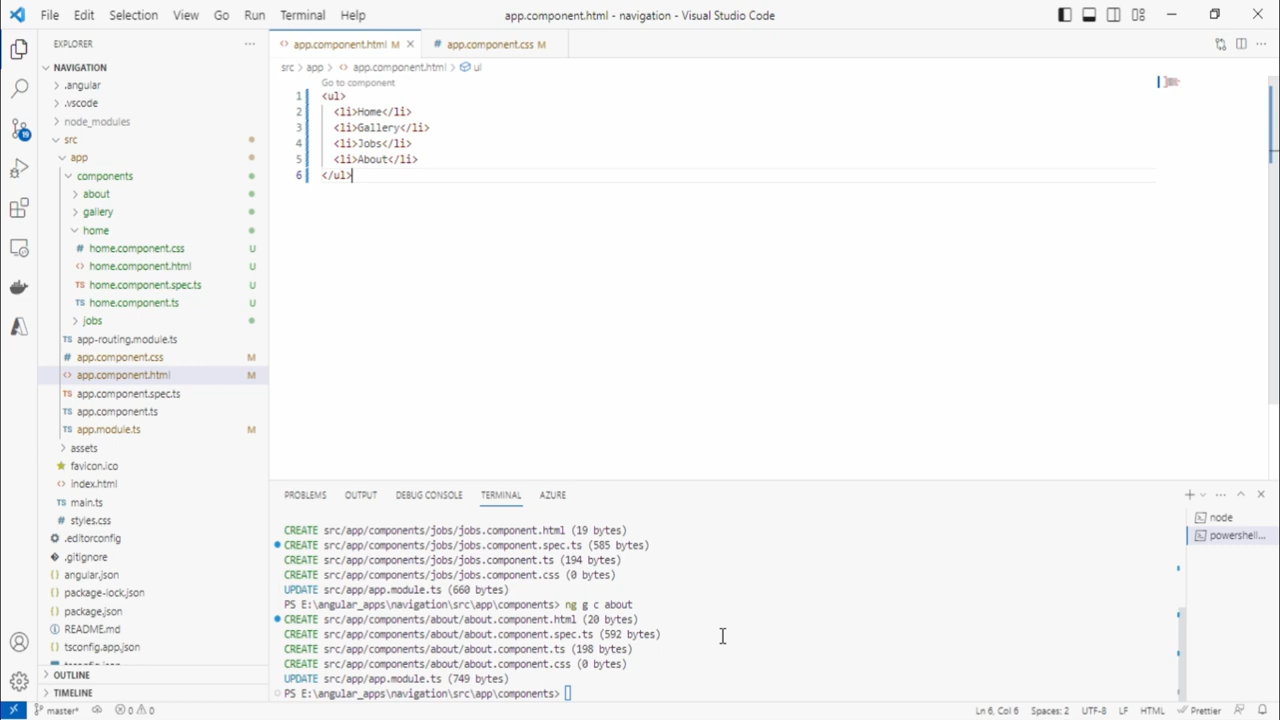 File Edit Selection View Go Run Terminal Help
app.component.html - navigation - Visual Studio Code
EXPLORER
NAVIGATION
.angular
.vscode
node_modules
src
app
components
about
gallery
home
home.component.css U
home.component.html U
home.component.spec.ts U
home.component.ts U
jobs
app-routing.module.ts
app.component.css M
app.component.html M
app.component.spec.ts
app.component.ts
app.module.ts M
assets
favicon.ico
index.html
main.ts
styles.css
.editorconfig
.gitignore
angular.json
package-lock.json
package.json
README.md
tsconfig.app.json
OUTLINE
TIMELINE
19
app.component.html M
app.component.css M
src > app > app.component.html > ul
Go to component
1 <ul>
2 <li>Home</li>
3 <li>Gallery</li>
4 <li>Jobs</li>
5 <li>About</li>
6 </ul>
PROBLEMS OUTPUT DEBUG CONSOLE TERMINAL AZURE
CREATE src/app/components/jobs/jobs.component.html (19 bytes)
CREATE src/app/components/jobs/jobs.component.spec.ts (585 bytes)
CREATE src/app/components/jobs/jobs.component.ts (194 bytes)
CREATE src/app/components/jobs/jobs.component.css (0 bytes)
UPDATE src/app/app.module.ts (660 bytes)
PS E:\angular_apps\navigation\src\app\components> ng g c about
CREATE src/app/components/about/about.component.html (20 bytes)
CREATE src/app/components/about/about.component.spec.ts (592 bytes)
CREATE src/app/components/about/about.component.ts (198 bytes)
CREATE src/app/components/about/about.component.css (0 bytes)
UPDATE src/app/app.module.ts (749 bytes)
PS E:\angular_apps\navigation\src\app\components>
node
powershell...
master* 0 0 Ln 6, Col 6 Spaces: 2 UTF-8 LF HTML Prettier